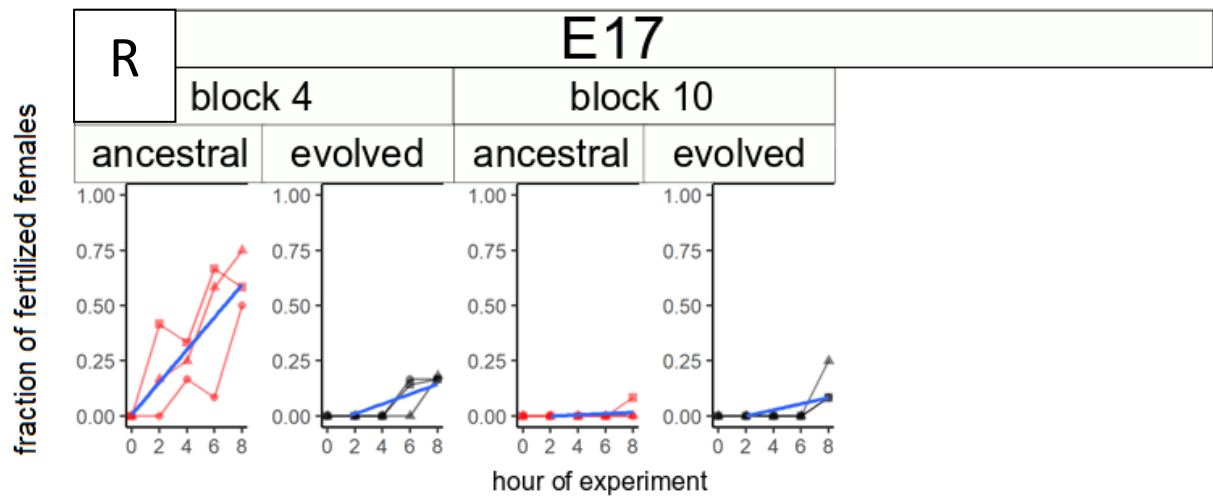 R
E17
block 4 block 10
ancestral evolved ancestral evolved
fraction of fertilized females
1.00 1.00 1.00 1.00
0.75 0.75 0.75 0.75
0.50 0.50 0.50 0.50
0.25 0.25 0.25 0.25
0.00 0.00 0.00 0.00
0 2 4 6 8 0 2 4 6 8 0 2 4 6 8 0 2 4 6 8
hour of experiment